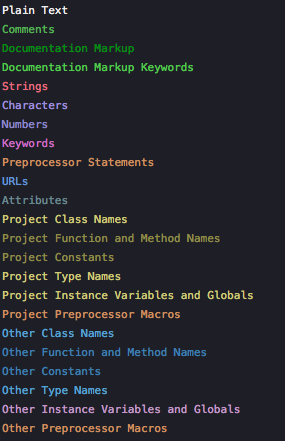 Plain Text
Comments
Documentation Markup
Documentation Markup Keywords
Strings
Characters
Numbers
Keywords
Preprocessor Statements
URLs
Attributes
Project Class Names
Project Function and Method Names
Project Constants
Project Type Names
Project Instance Variables and Globals
Project Preprocessor Macros
Other Class Names
Other Function and Method Names
Other Constants
Other Type Names
Other Instance Variables and Globals
Other Preprocessor Macros